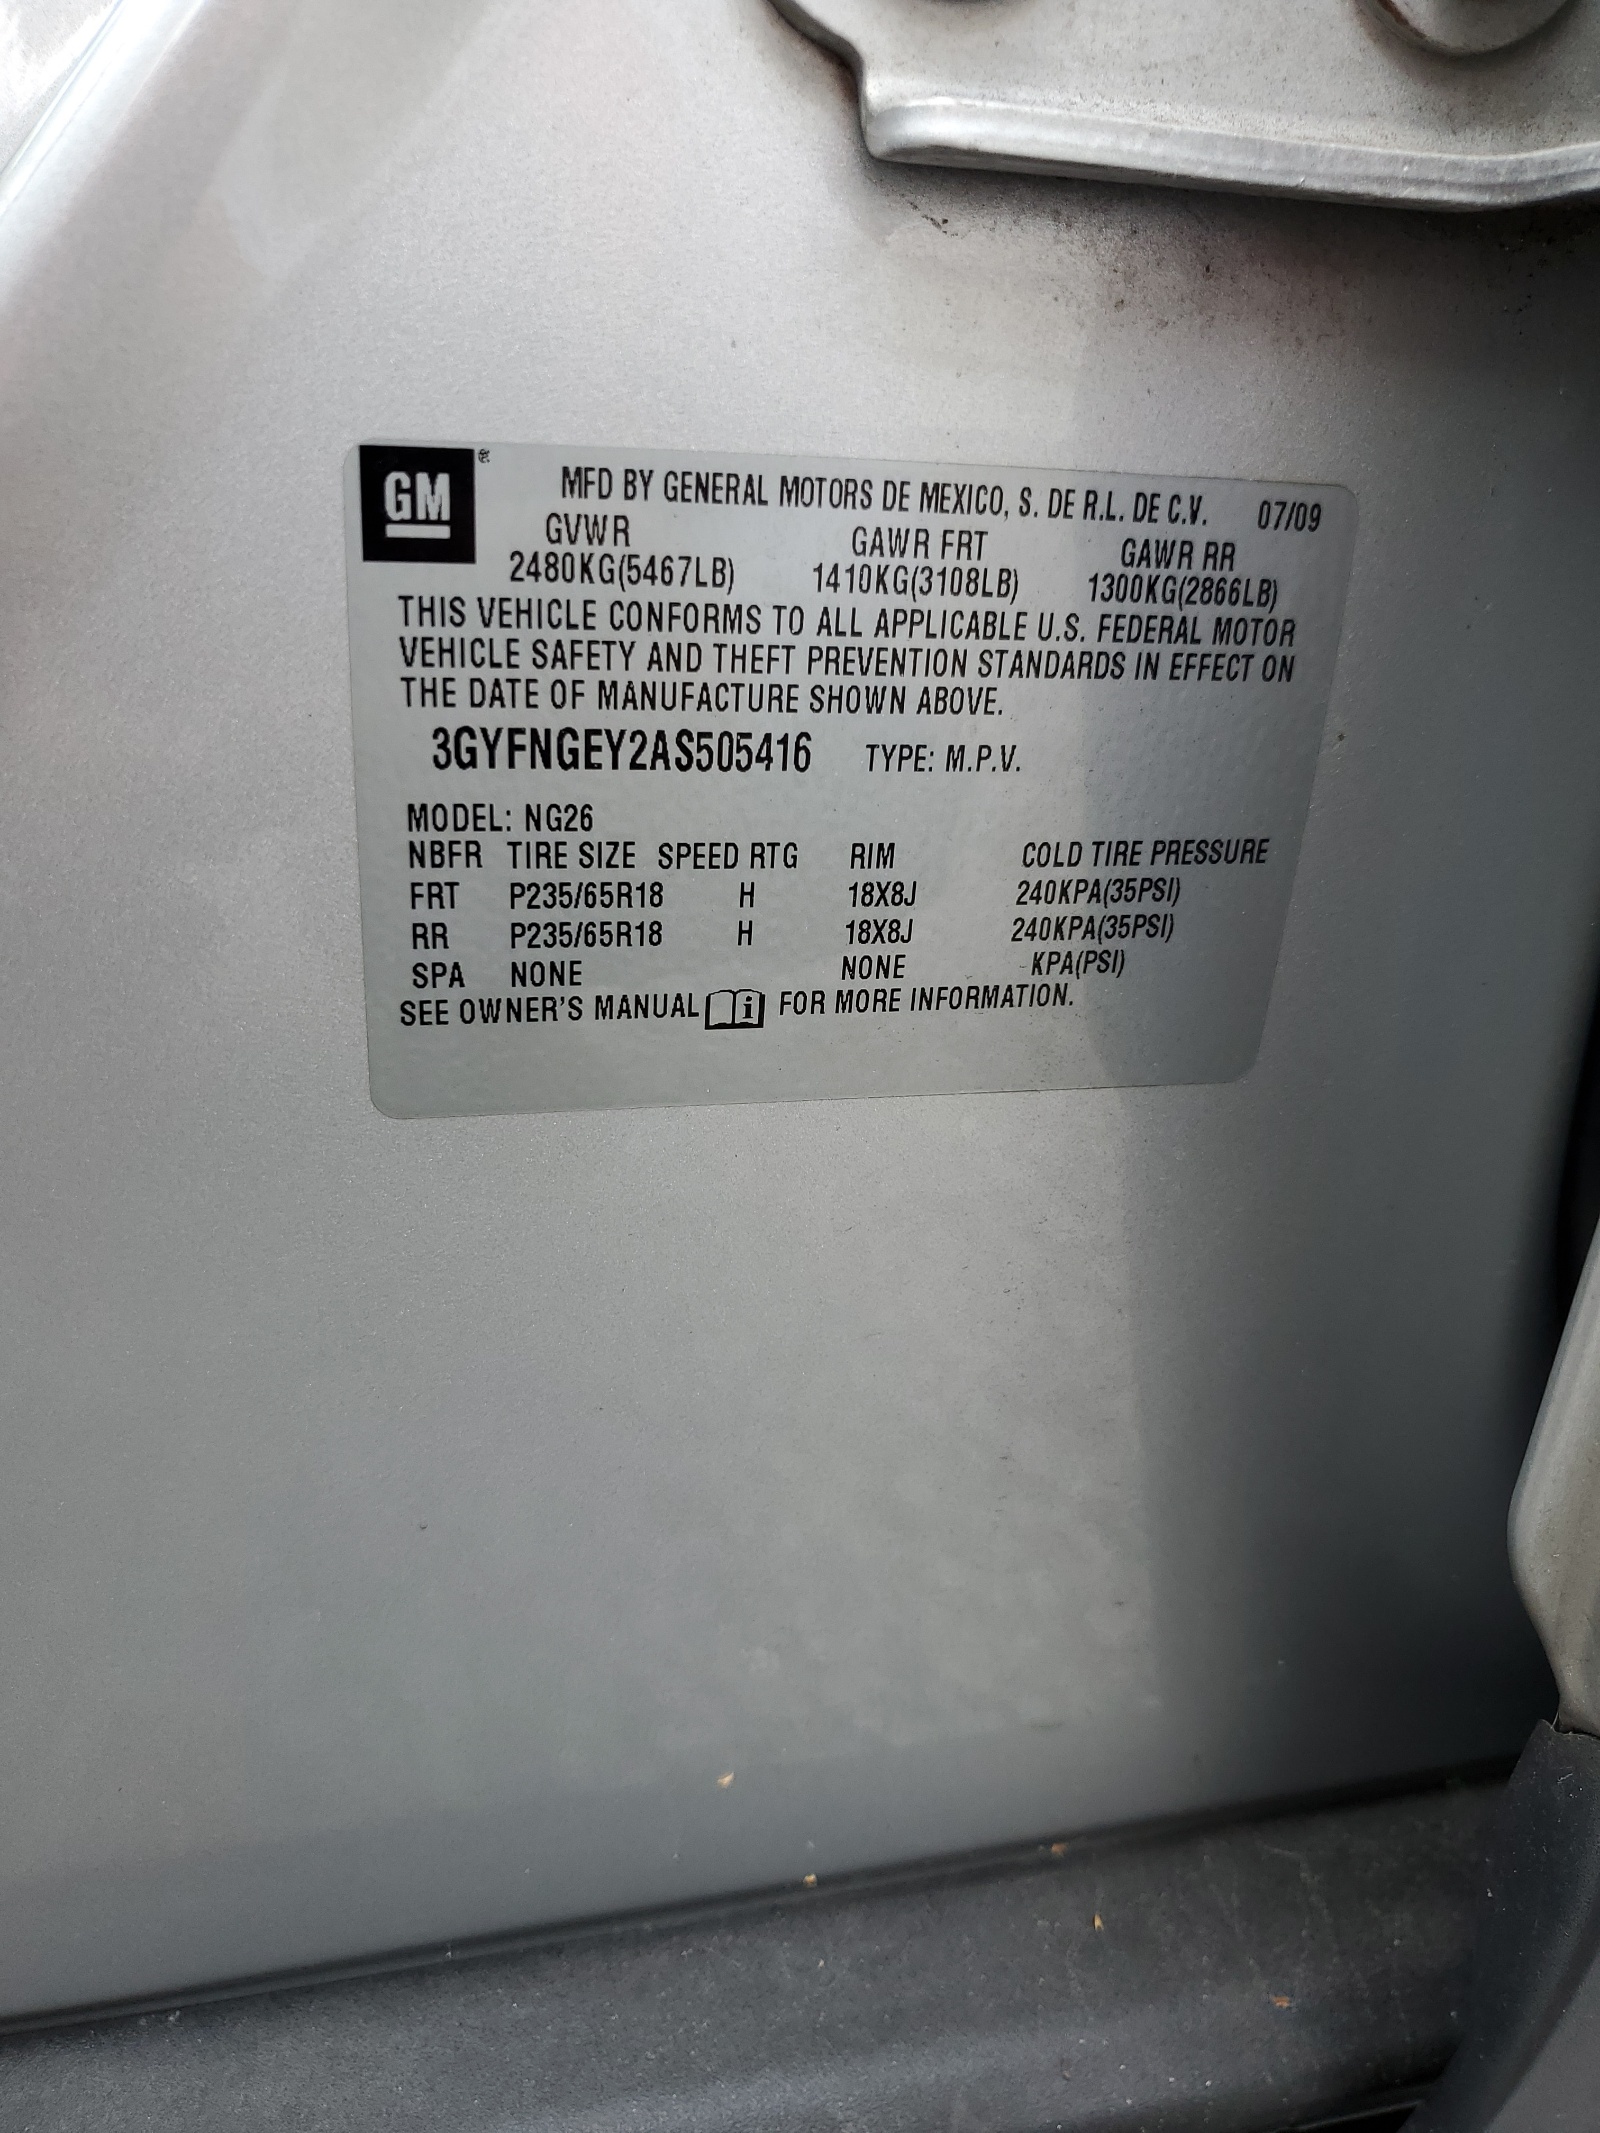 GM®
MFD BY GENERAL MOTORS DE MEXICO, S. DE R.L. DE C.V. 07/09
GVWR GAWR FRT GAWR RR
2480KG(5467LB) 1410KG(3108LB) 1300KG(2866LB)
THIS VEHICLE CONFORMS TO ALL APPLICABLE U.S. FEDERAL MOTOR
VEHICLE SAFETY AND THEFT PREVENTION STANDARDS IN EFFECT ON
THE DATE OF MANUFACTURE SHOWN ABOVE.
3GYFNGEY2AS505416 TYPE: M.P.V.
MODEL: NG26
NBFR TIRE SIZE SPEED RTG RIM COLD TIRE PRESSURE
FRT P235/65R18 H 18X8J 240KPA(35PSI)
RR P235/65R18 H 18X8J 240KPA(35PSI)
SPA NONE NONE -KPA(PSI)
SEE OWNER'S MANUAL i FOR MORE INFORMATION.